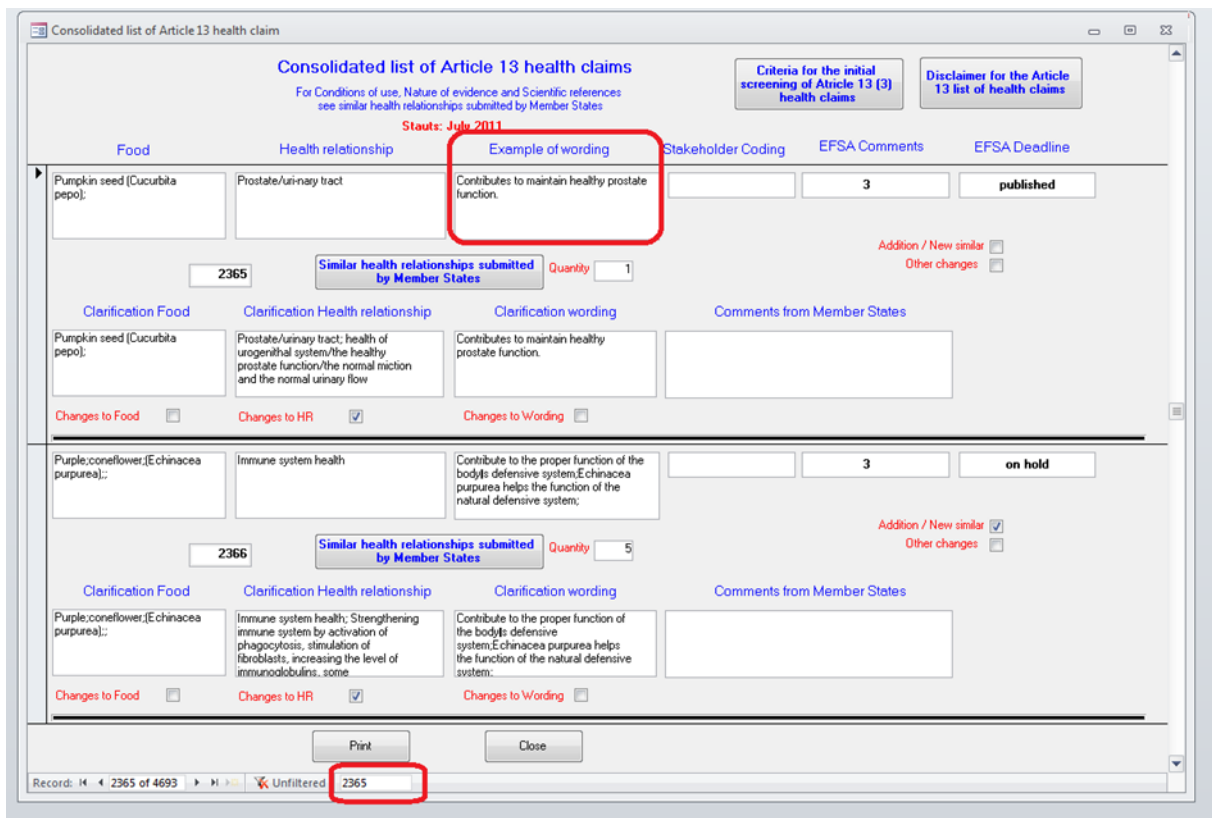 Consolidated list of Article 13 health claim
Consolidated list of Article 13 health claims
For Conditions of use, Nature of evidence and Scientific references
see similar health relationships submitted by Member States
Stauts: July 2011
Criteria for the initial
screening of Atricle 13 (3)
health claims
Disclaimer for the Article
13 list of health claims
Food
Health relationship
Example of wording
Stakeholder Coding
EFSA Comments
EFSA Deadline
Pumpkin seed (Cucurbita
pepo);
Prostate/uri-nary tract
Contributes to maintain healthy prostate
function.
3
published
Addition / New similar
Other changes
2365
Similar health relationships submitted
by Member States
Quantity
1
Clarification Food
Clarification Health relationship
Clarification wording
Comments from Member States
Pumpkin seed (Cucurbita
pepo);
Prostate/urinary tract; health of
urogenithal system/the healthy
prostate function/the normal miction
and the normal urinary flow
Contributes to maintain healthy
prostate function.
Changes to Food
Changes to HR
Changes to Wording
Purple;coneflower;(Echinacea
purpurea);;
Immune system health
Contribute to the proper function of the
body|s defensive system;Echinacea
purpurea helps the function of the
natural defensive system;
3
on hold
Addition / New similar
Other changes
2366
Similar health relationships submitted
by Member States
Quantity
5
Clarification Food
Clarification Health relationship
Clarification wording
Comments from Member States
Purple;coneflower;(Echinacea
purpurea);;
Immune system health; Strengthening
immune system by activation of
phagocytosis, stimulation of
fibroblasts, increasing the level of
immunoglobulins, some
Contribute to the proper function of
the body|s defensive
system;Echinacea purpurea helps
the function of the natural defensive
system;
Changes to Food
Changes to HR
Changes to Wording
Print
Close
Record: 2365 of 4693
Unfiltered
2365